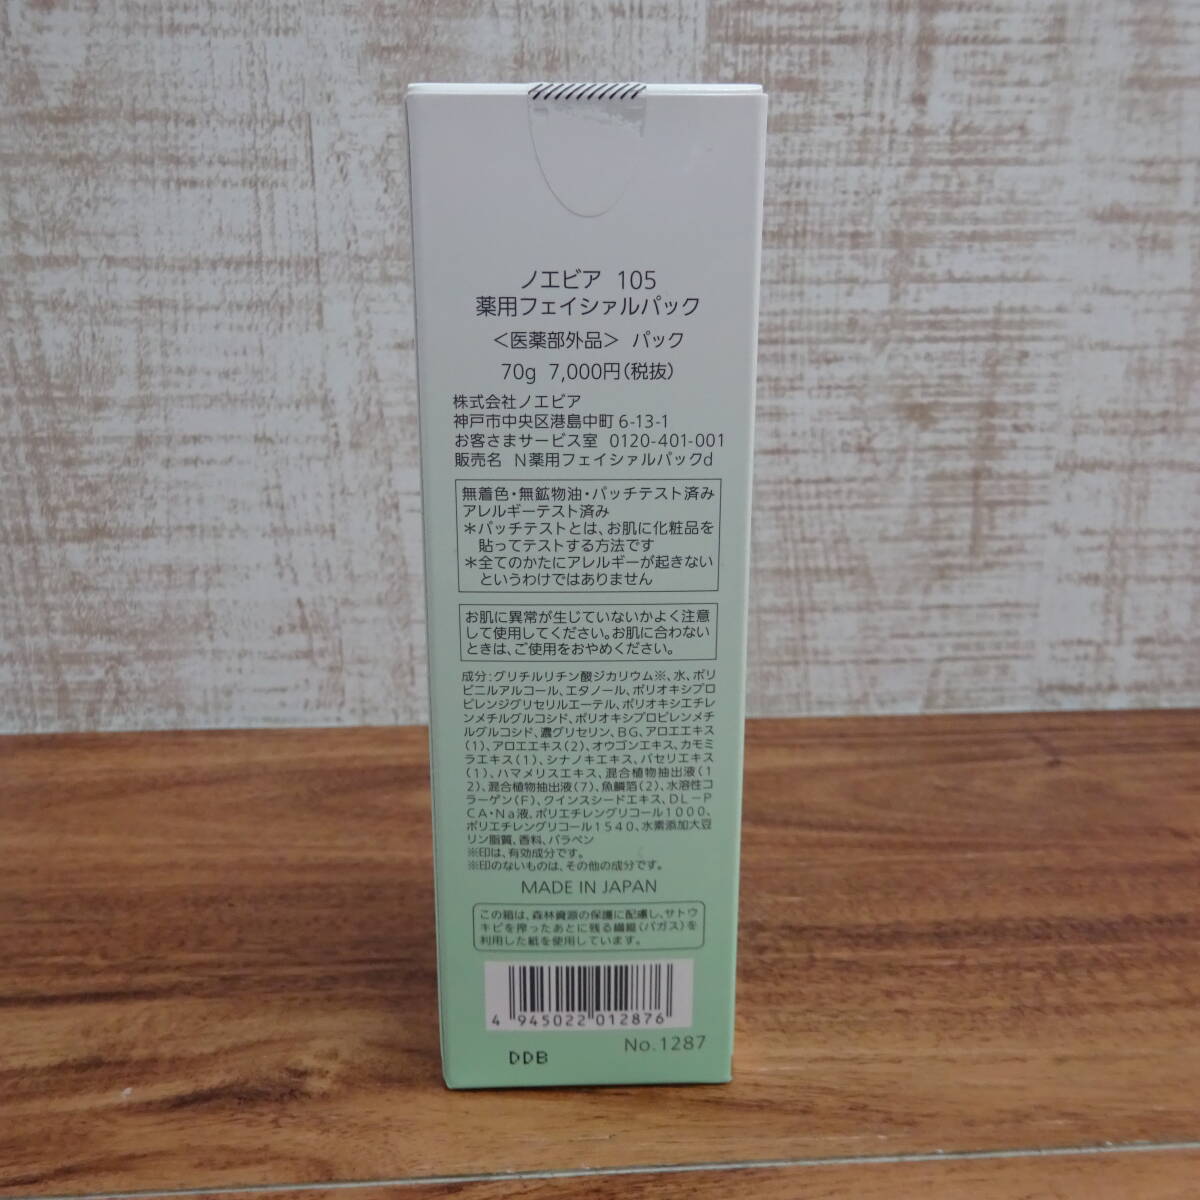 ノエビア 105
薬用フェイシャルパック
＜医薬部外品＞ パック
70g 7,000円(税抜)
株式会社ノエビア
神戸市中央区港島中町6-13-1
お客さまサービス室 0120-401-001
販売名 N薬用フェイシャルパックd
無着色・無鉱物油・パッチテスト済み
アレルギーテスト済み
＊パッチテストとは、お肌に化粧品を
貼ってテストする方法です
＊全てのかたにアレルギーが起きない
というわけではありません
お肌に異常が生じていないかよく注意
して使用してください。お肌に合わない
ときは、ご使用をおやめください。
成分:グリチルリチン酸ジカリウム※、水、ポリ
ビニルアルコール、エタノール、ポリオキシプロ
ピレンジグリセリルエーテル、ポリオキシエチレ
ンメチルグルコシド、ポリオキシプロピレンメチ
ルグルコシド、濃グリセリン、BG、アロエエキス
(1)、アロエエキス(2)、オウゴンエキス、カモミ
ラエキス(1)、シナノキエキス、パセリエキス
(1)、ハマメリスエキス、混合植物抽出液(1
2)、混合植物抽出液(7)、魚鱗箔(2)、水溶性コ
ラーゲン(F)、クインスシードエキス、DL－P
CA・Na液、ポリエチレングリコール1000、
ポリエチレングリコール1540、水素添加大豆
リン脂質、香料、パラベン
※印は、有効成分です。
※印のないものは、その他の成分です。
MADE IN JAPAN
この箱は、森林資源の保護に配慮し、サトウ
キビを搾ったあとに残る繊維(バガス)を
利用した紙を使用しています。
4 945022 012876
No.1287
DDB